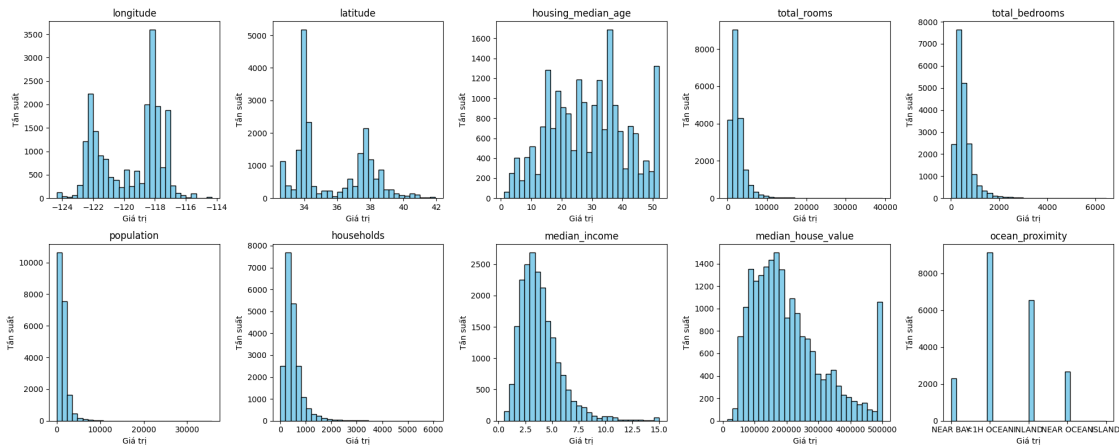 longitude
Tần suất
3500
3000
2500
2000
1500
1000
500
0
−124 −122 −120 −118 −116 −114
Giá trị
latitude
Tần suất
5000
4000
3000
2000
1000
0
34 36 38 40 42
Giá trị
housing_median_age
Tần suất
1600
1400
1200
1000
800
600
400
200
0
0 10 20 30 40 50
Giá trị
total_rooms
Tần suất
8000
6000
4000
2000
0
0 10000 20000 30000 40000
Giá trị
total_bedrooms
Tần suất
8000
7000
6000
5000
4000
3000
2000
1000
0
0 2000 4000 6000
Giá trị
population
Tần suất
10000
8000
6000
4000
2000
0
0 10000 20000 30000
Giá trị
households
Tần suất
8000
7000
6000
5000
4000
3000
2000
1000
0
0 1000 2000 3000 4000 5000 6000
Giá trị
median_income
Tần suất
2500
2000
1500
1000
500
0
0.0 2.5 5.0 7.5 10.0 12.5 15.0
Giá trị
median_house_value
Tần suất
1400
1200
1000
800
600
400
200
0
0 100000 200000 300000 400000 500000
Giá trị
ocean_proximity
Tần suất
8000
6000
4000
2000
0
NEAR BAY <1H OCEAN INLAND NEAR OCEAN ISLAND
Giá trị